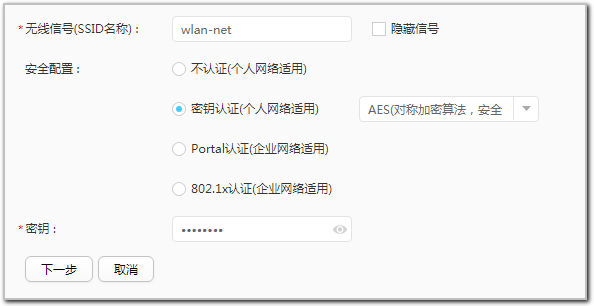 * 无线信号(SSID名称)： wlan-net 隐藏信号
安全配置： 不认证(个人网络适用)
密钥认证(个人网络适用) AES(对称加密算法，安全
Portal认证(企业网络适用)
802.1x认证(企业网络适用)
* 密钥： ••••••••
下一步 取消